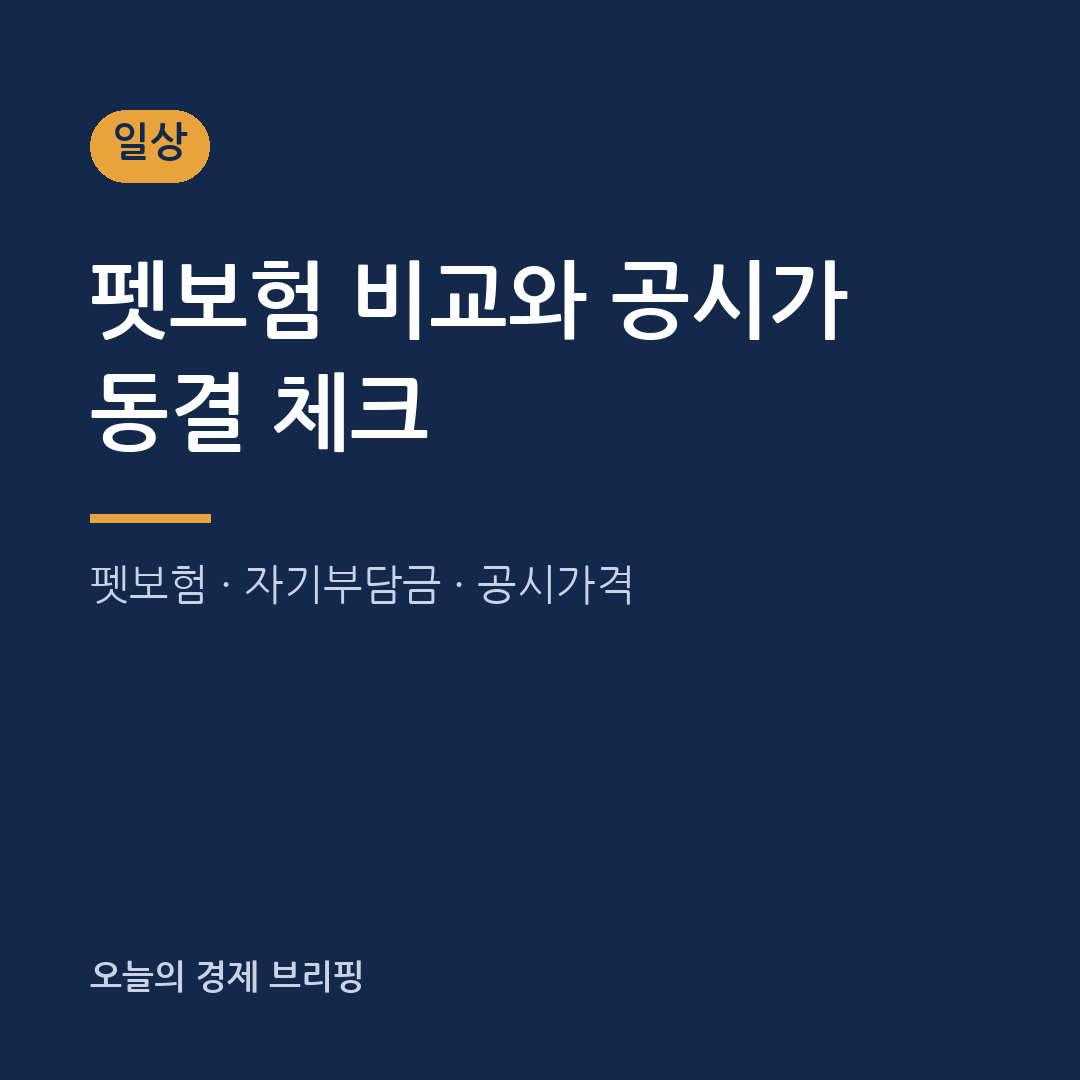 일상
펫보험 비교와 공시가
동결 체크
펫보험 · 자기부담금 · 공시가격
오늘의 경제 브리핑